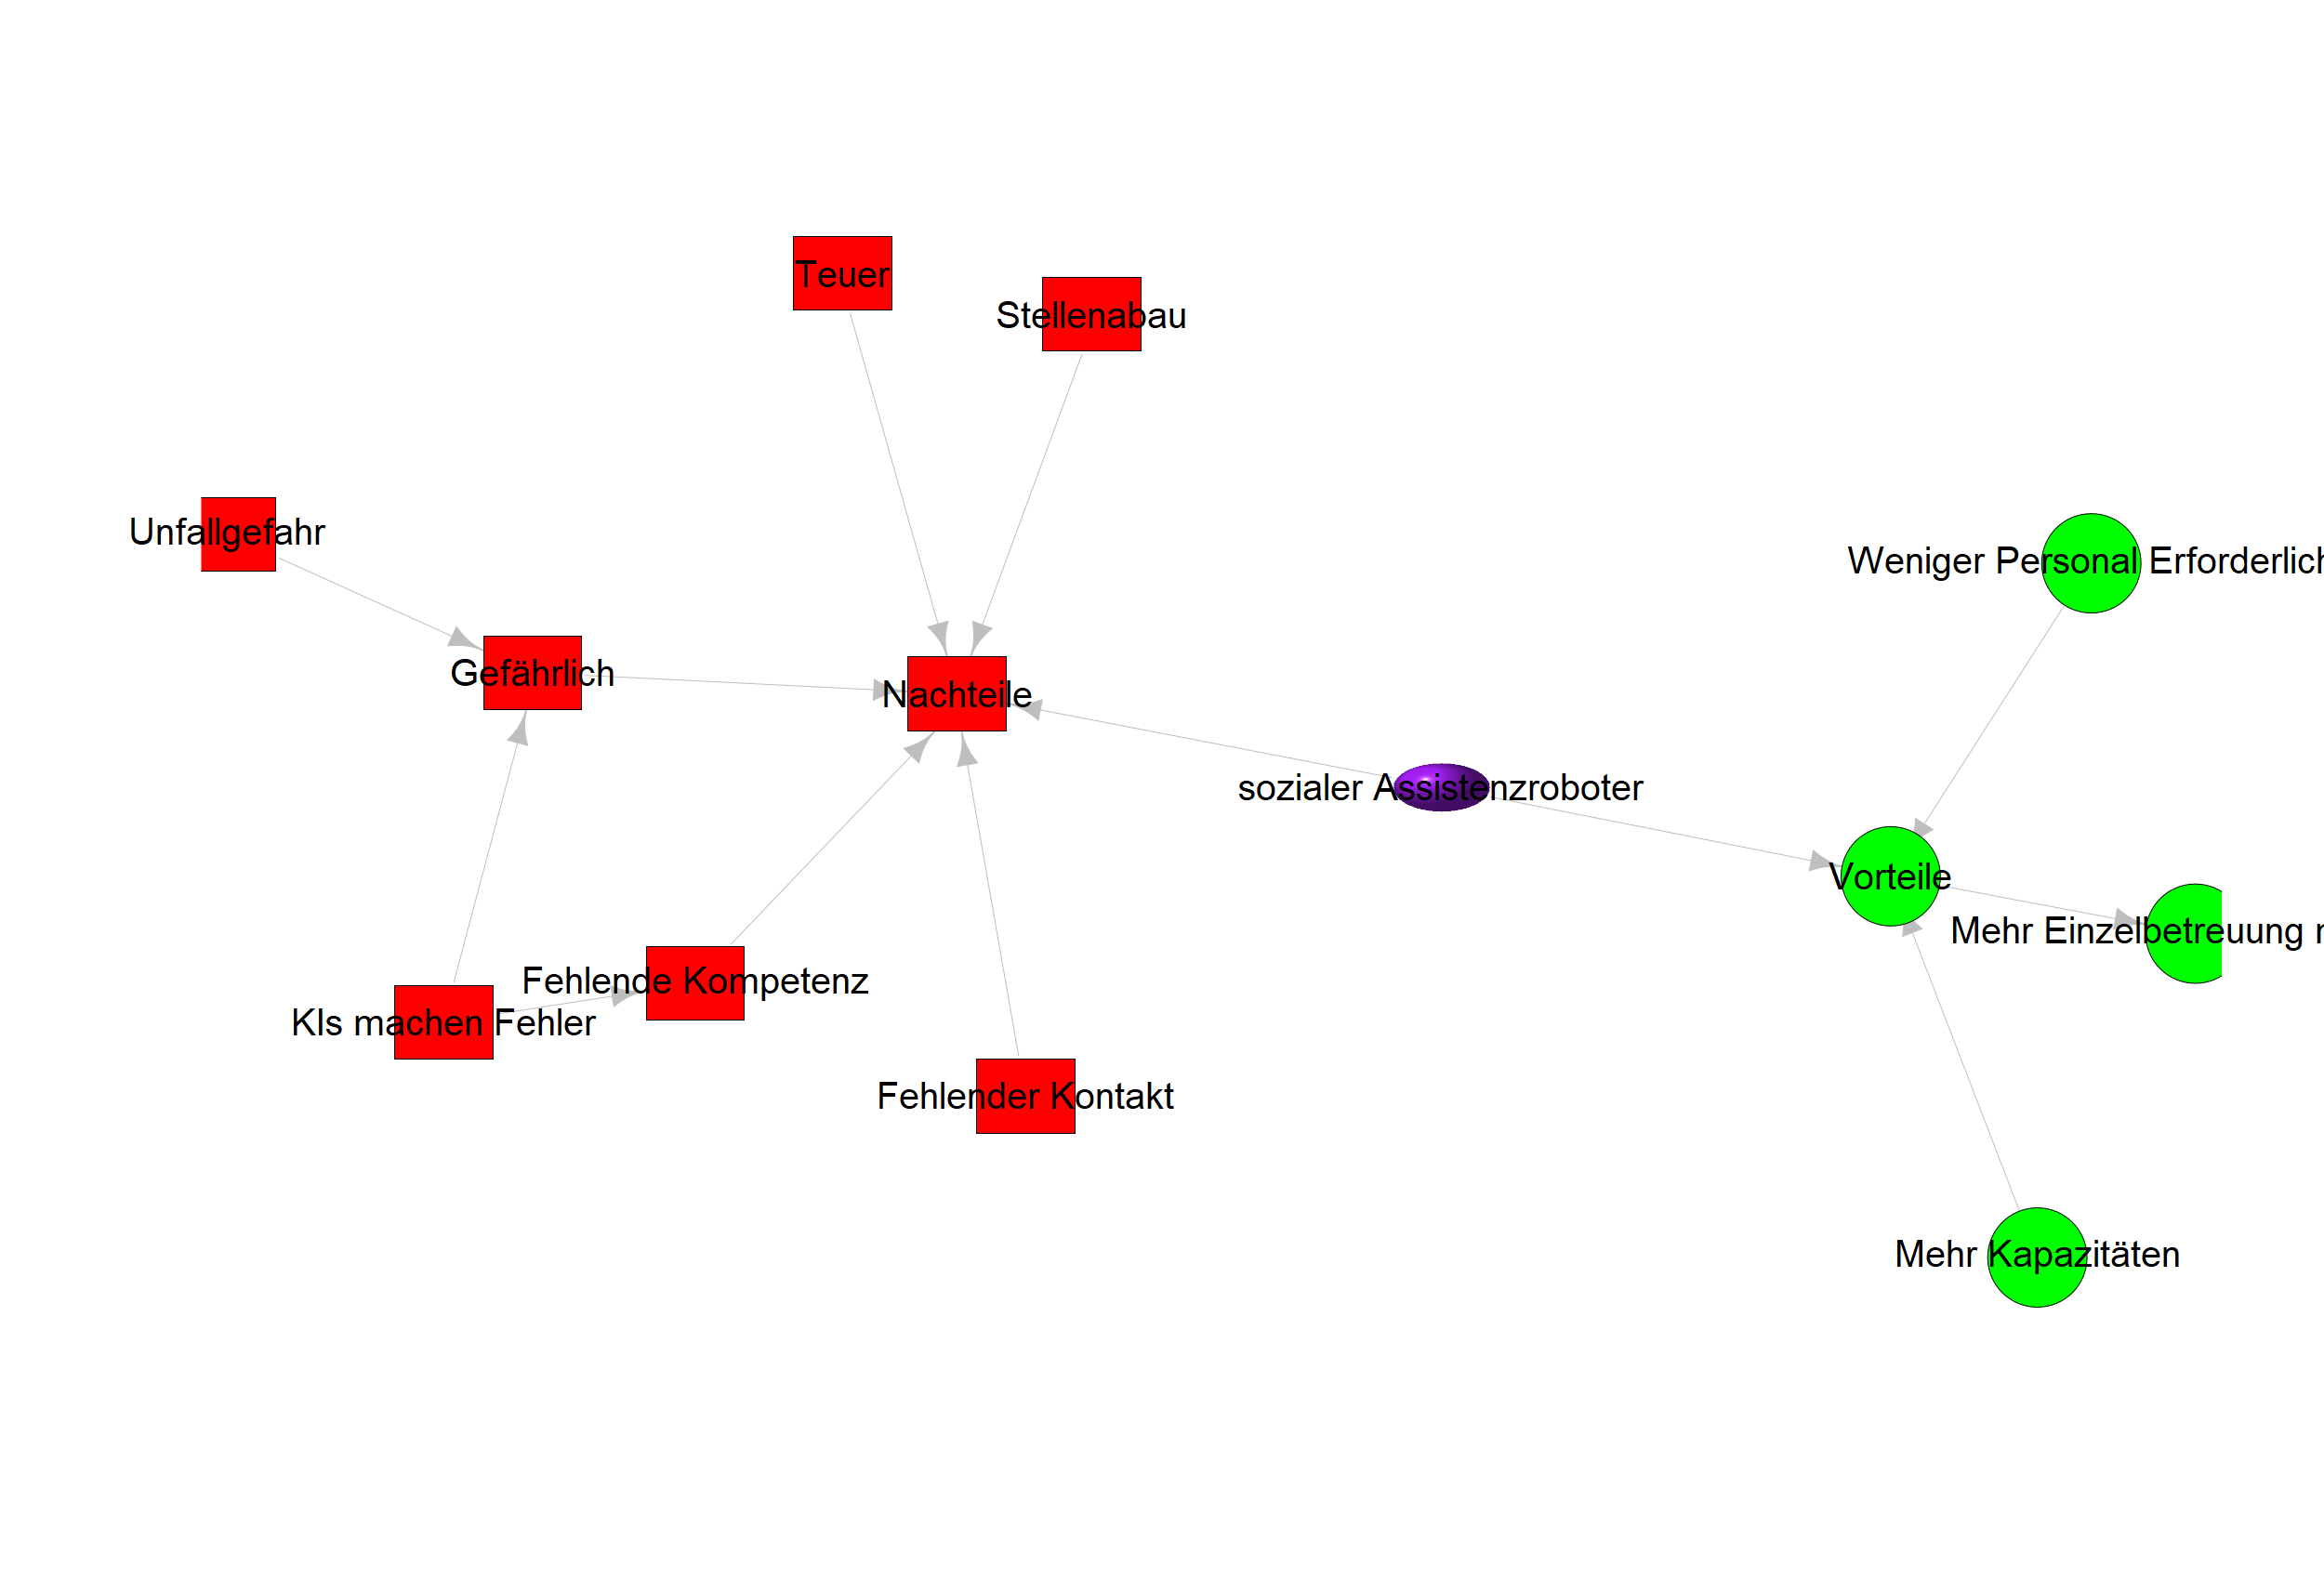 Teuer
Stellenabau
Unfallgefahr
Weniger Personal Erforderlich
Gefährlich
Nachteile
sozialer Assistenzroboter
Vorteile
Mehr Einzelbetreuung
Fehlende Kompetenz
KIs machen Fehler
Fehlender Kontakt
Mehr Kapazitäten